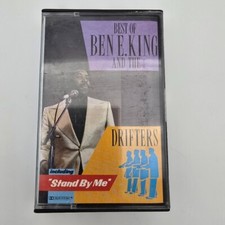 BEST OF
BEN E. KING
AND THE
DRIFTERS
including
"Stand By Me"